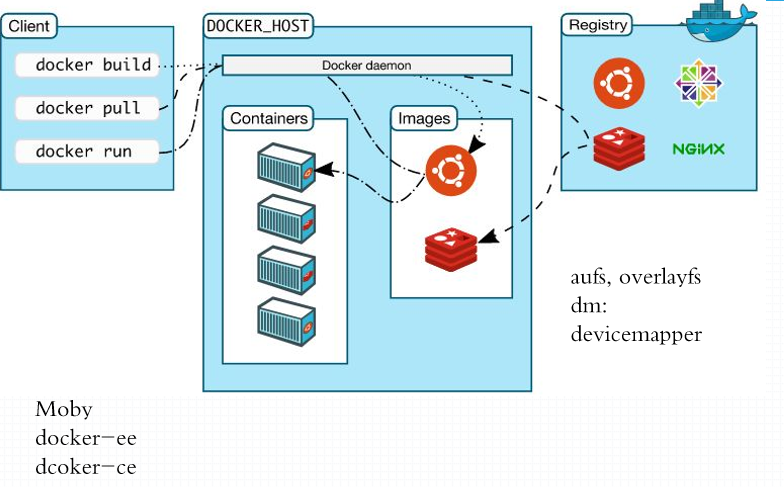 Client
docker build
docker pull
docker run
DOCKER_HOST
Docker daemon
Containers
Images
Registry
NGiNX
aufs, overlayfs
dm:
devicemapper
Moby
docker-ee
dcoker-ce